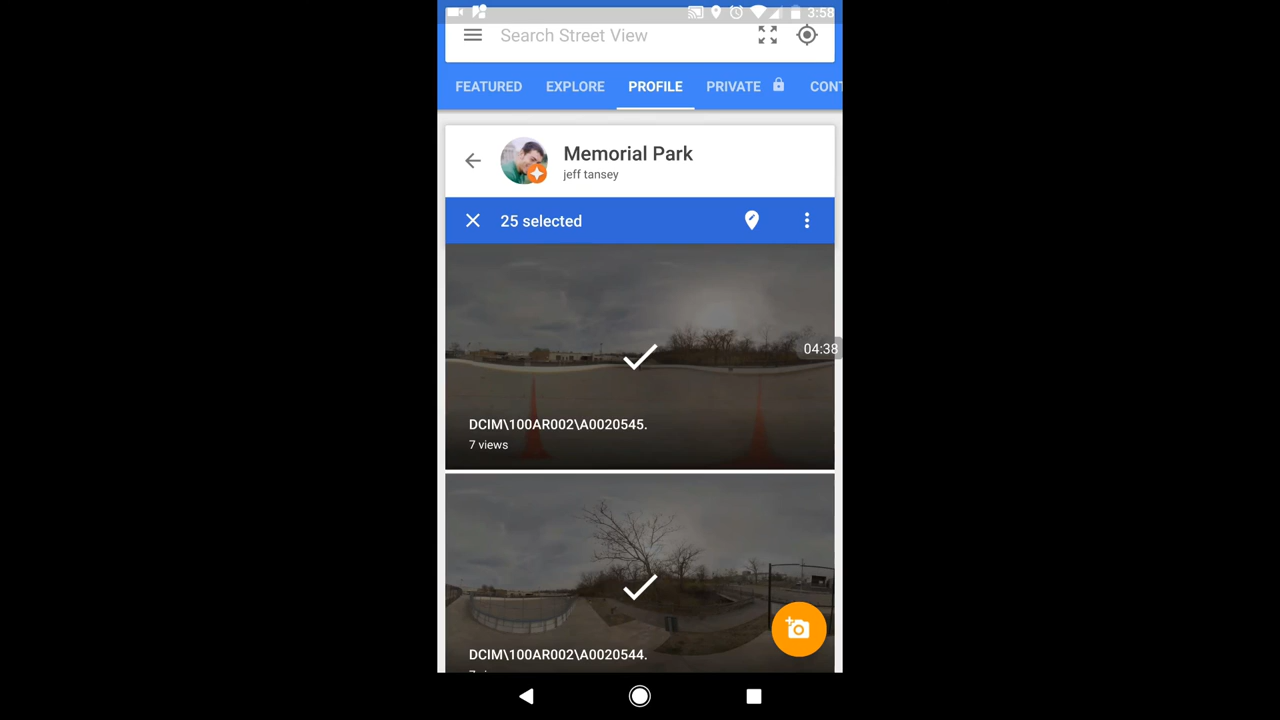 3:58
Search Street View
FEATURED EXPLORE PROFILE PRIVATE CONT
Memorial Park
jeff tansey
25 selected
04:38
DCIM\100AR002\A0020545.
7 views
DCIM\100AR002\A0020544.